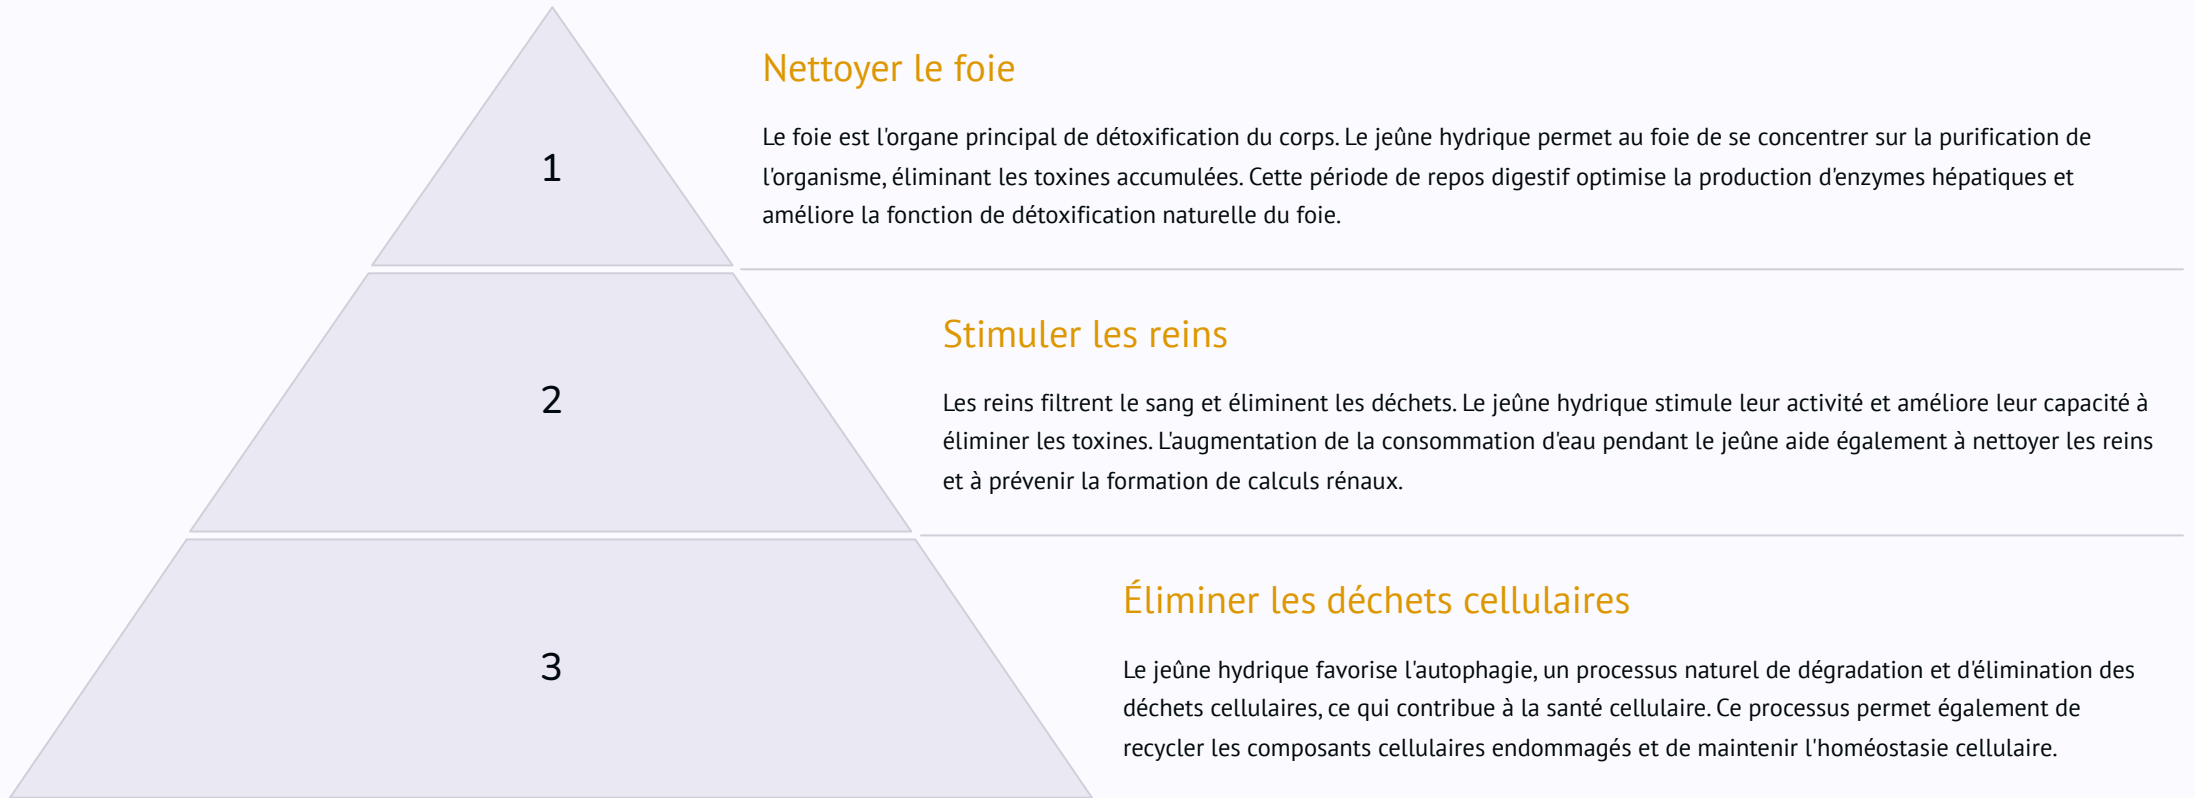 1
Nettoyer le foie
Le foie est l'organe principal de détoxification du corps. Le jeûne hydrique permet au foie de se concentrer sur la purification de
l'organisme, éliminant les toxines accumulées. Cette période de repos digestif optimise la production d'enzymes hépatiques et
améliore la fonction de détoxification naturelle du foie.
2
Stimuler les reins
Les reins filtrent le sang et éliminent les déchets. Le jeûne hydrique stimule leur activité et améliore leur capacité à
éliminer les toxines. L'augmentation de la consommation d'eau pendant le jeûne aide également à nettoyer les reins
et à prévenir la formation de calculs rénaux.
3
Éliminer les déchets cellulaires
Le jeûne hydrique favorise l'autophagie, un processus naturel de dégradation et d'élimination des
déchets cellulaires, ce qui contribue à la santé cellulaire. Ce processus permet également de
recycler les composants cellulaires endommagés et de maintenir l'homéostasie cellulaire.